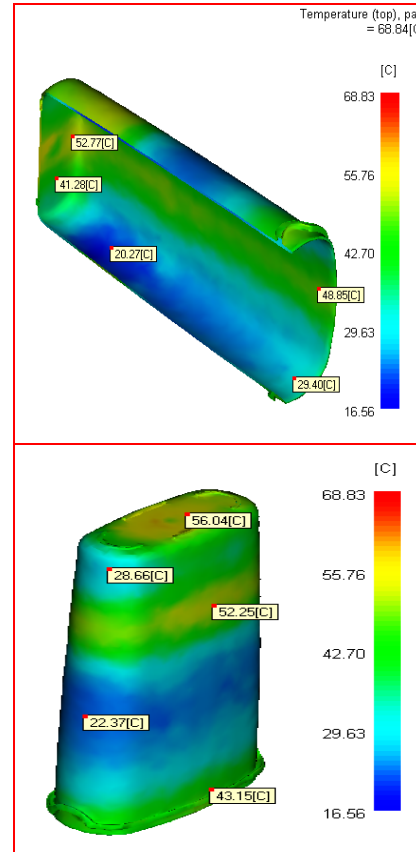 Temperature (top), pa
= 68.84[C
[C]
68.83
55.76
42.70
29.63
16.56
52.77[C]
41.28[C]
20.27[C]
48.85[C]
29.40[C]
[C]
68.83
55.76
42.70
29.63
16.56
56.04[C]
28.66[C]
52.25[C]
22.37[C]
43.15[C]